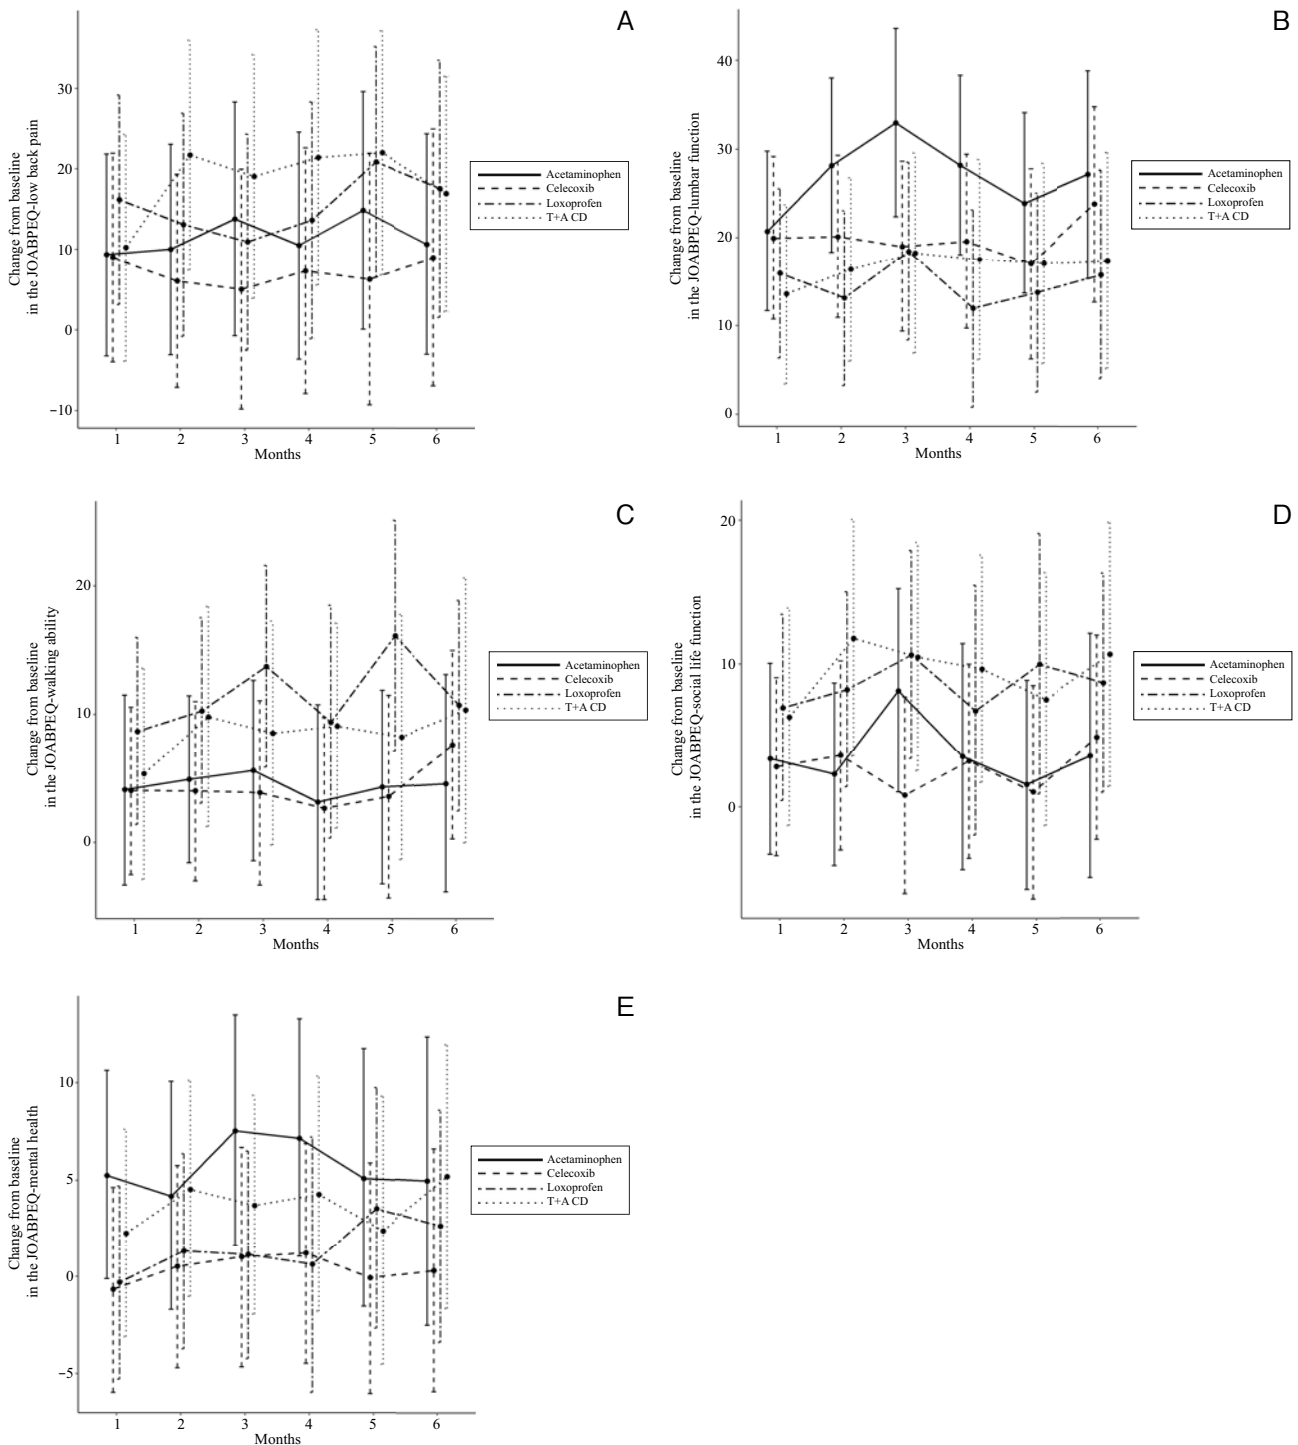 A
Change from baseline
in the JOABPEQ-low back pain
30
20
10
0
−10
1 2 3 4 5 6
Months
Acetaminophen
Celecoxib
Loxoprofen
T+A CD
B
Change from baseline
in the JOABPEQ-lumbar function
40
30
20
10
0
1 2 3 4 5 6
Months
Acetaminophen
Celecoxib
Loxoprofen
T+A CD
C
Change from baseline
in the JOABPEQ-walking ability
20
10
0
1 2 3 4 5 6
Months
Acetaminophen
Celecoxib
Loxoprofen
T+A CD
D
Change from baseline
in the JOABPEQ-social life function
20
10
0
1 2 3 4 5 6
Months
Acetaminophen
Celecoxib
Loxoprofen
T+A CD
E
Change from baseline
in the JOABPEQ-mental health
10
5
0
−5
1 2 3 4 5 6
Months
Acetaminophen
Celecoxib
Loxoprofen
T+A CD